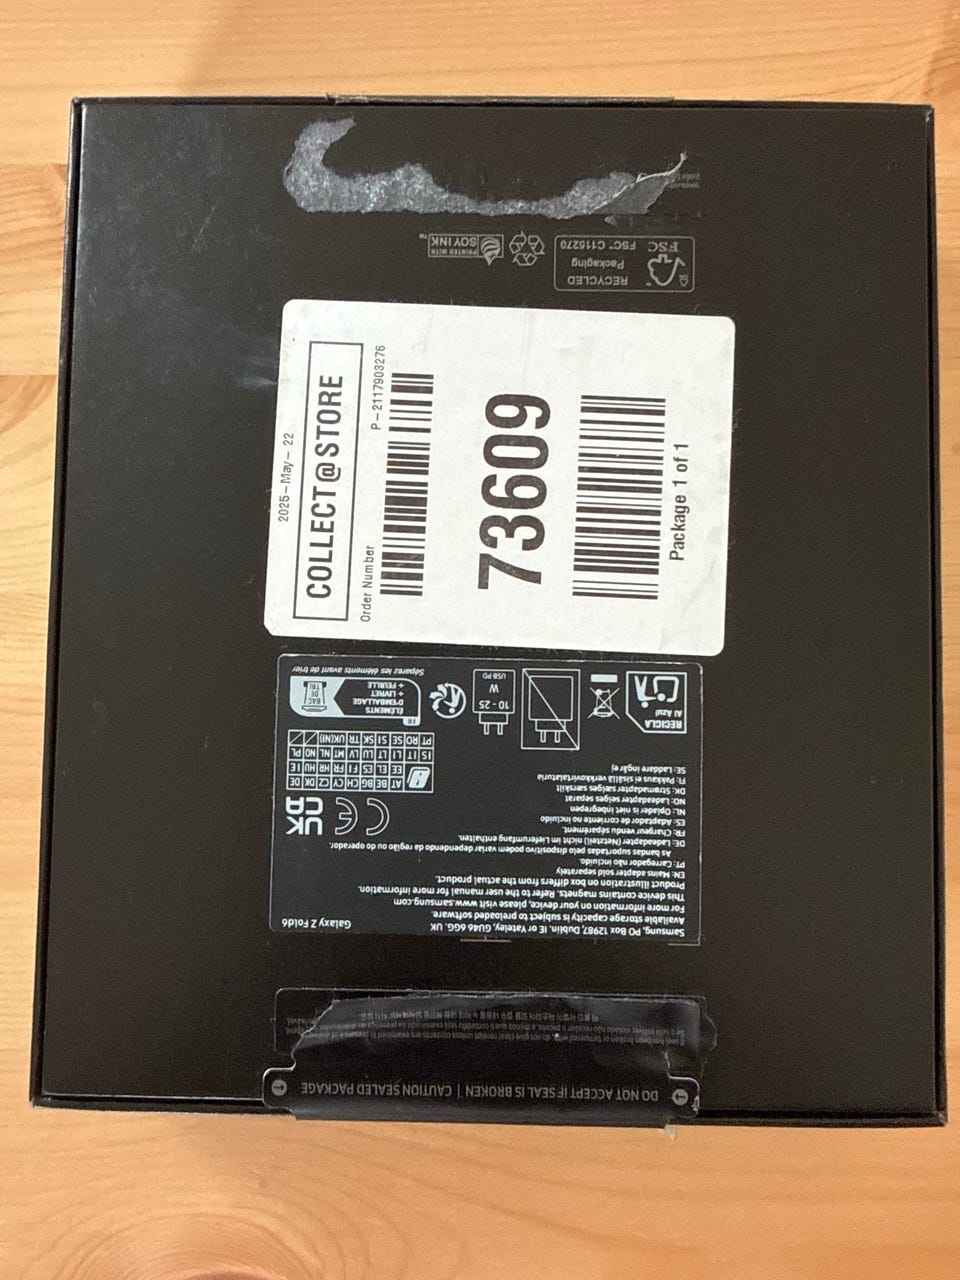 2025-May-22
COLLECT@STORE
Order Number
P-2117903276
73609
Package 1 of 1
DO NOT ACCEPT IF SEAL IS BROKEN | CAUTION SEALED PACKAGE
Samsung, PO Box 12987, Dublin. IE or Yateley, GU46 6GG. UK
Available storage capacity is subject to preloaded software.
Galaxy Z Fold6
For more information on your device, please visit www.samsung.com
This device contains magnets. Refer to the user manual for more information.
Product illustration on box differs from the actual product.
EN: Mains adapter sold separately
PT: Carregador não incluído.
As bandas suportadas pelo dispositivo podem variar dependendo da região ou do operador.
DE: Ladeadapter (Netzteil) nicht im Lieferumfang enthalten.
FR: Chargeur vendu séparément.
ES: Adaptador de corriente no incluido
NL: Oplader is niet inbegrepen
NO: Ladeadapter selges separat
DK: Strømadapter sælges særskilt
FI: Pakkaus ei sisällä verkkovirtalaturia
SE: Laddare ingår ej
CE
UK
CA
AT BE BG CH CY CZ DK DE
EE EL ES FI FR HR HU IE
IS IT LI LT LU LV MT NL NO PL
PT RO SE SI SK TR UK(NI)
RECICLA
Al Azul
10 - 25
W
USB PD
FR
ÉLÉMENTS
D'EMBALLAGE
+ LIVRET
+ FEUILLE
BAC
DE
TRI
Séparez les éléments avant de trier
RECYCLED
Packaging
FSC
FSC™ C115270
PRINTED WITH
SOY INK™